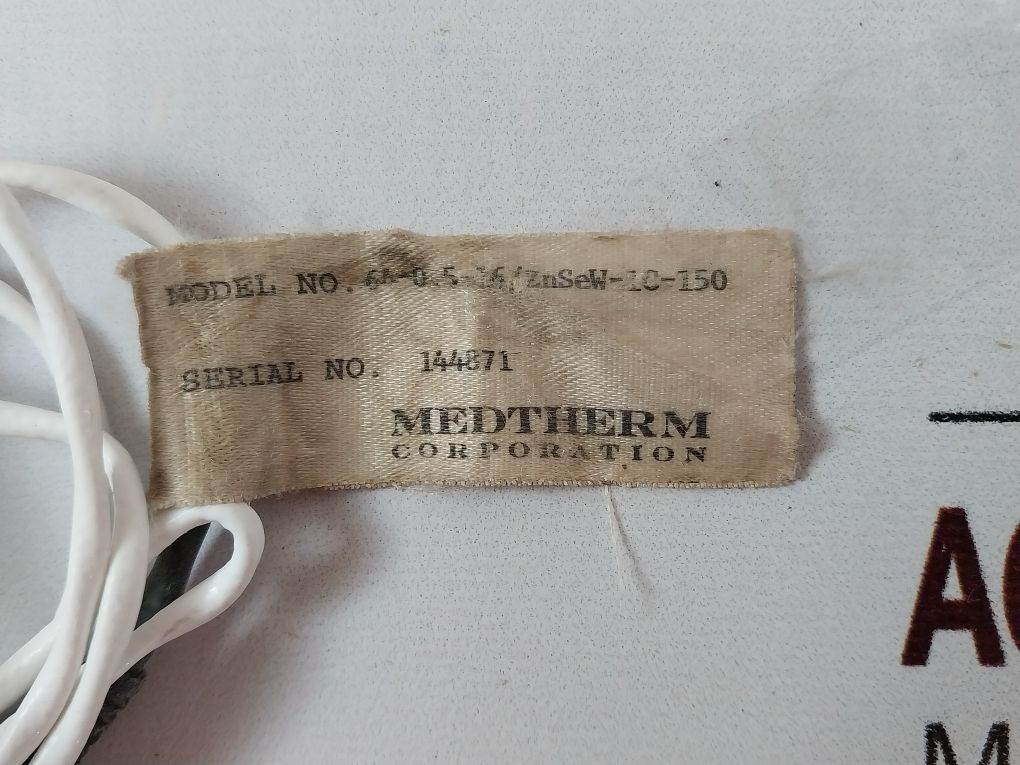 MODEL NO. 64-0.5-16/ZnSeW-1C-150
SERIAL NO. 144871
MEDTHERM
CORPORATION